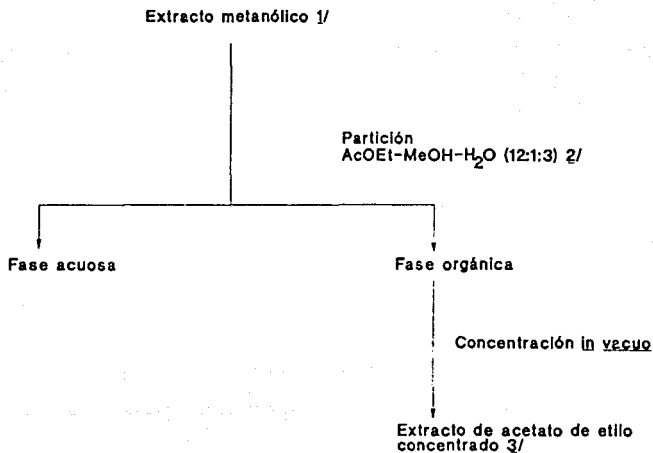 Extracto metanólico 1/
Partición
AcOEt-MeOH-H2O (12:1:3) 2/
Fase acuosa
Fase orgánica
Concentración in vacuo
Extracto de acetato de etilo
concentrado 3/